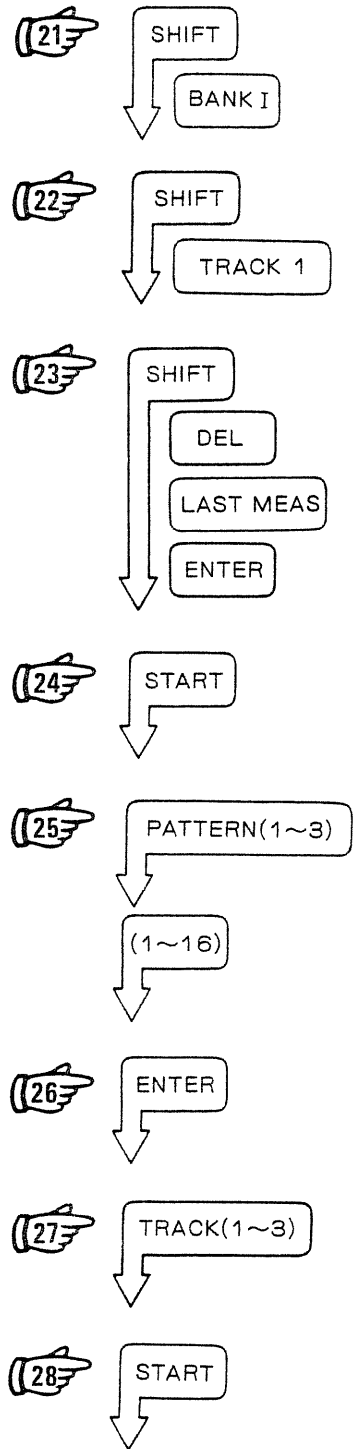 21 SHIFT
BANK I
22 SHIFT
TRACK 1
23 SHIFT
DEL
LAST MEAS
ENTER
24 START
25 PATTERN(1~3)
(1~16)
26 ENTER
27 TRACK(1~3)
28 START